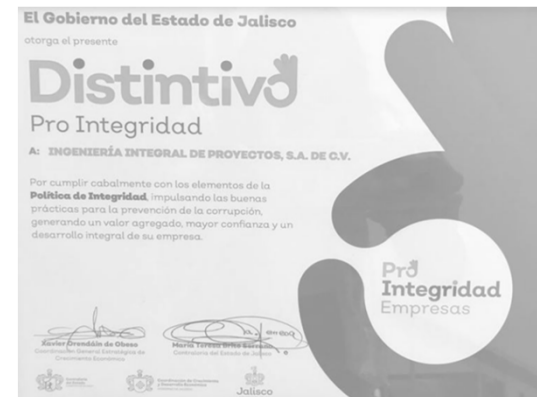 El Gobierno del Estado de Jalisco
otorga el presente
Distintivo
Pro Integridad
A: INGENIERÍA INTEGRAL DE PROYECTOS, S.A. DE C.V.
Por cumplir cabalmente con los elementos de la
Política de Integridad, impulsando las buenas
prácticas para la prevención de la corrupción,
generando un valor agregado, mayor confianza y un
desarrollo integral de su empresa.
Pro
Integridad
Empresas
Xavier Orendáin de Obeso
Coordinación General Estratégica de
Crecimiento Económico
María Teresa Brito Serrano
Contraloría del Estado de Jalisco
Jalisco